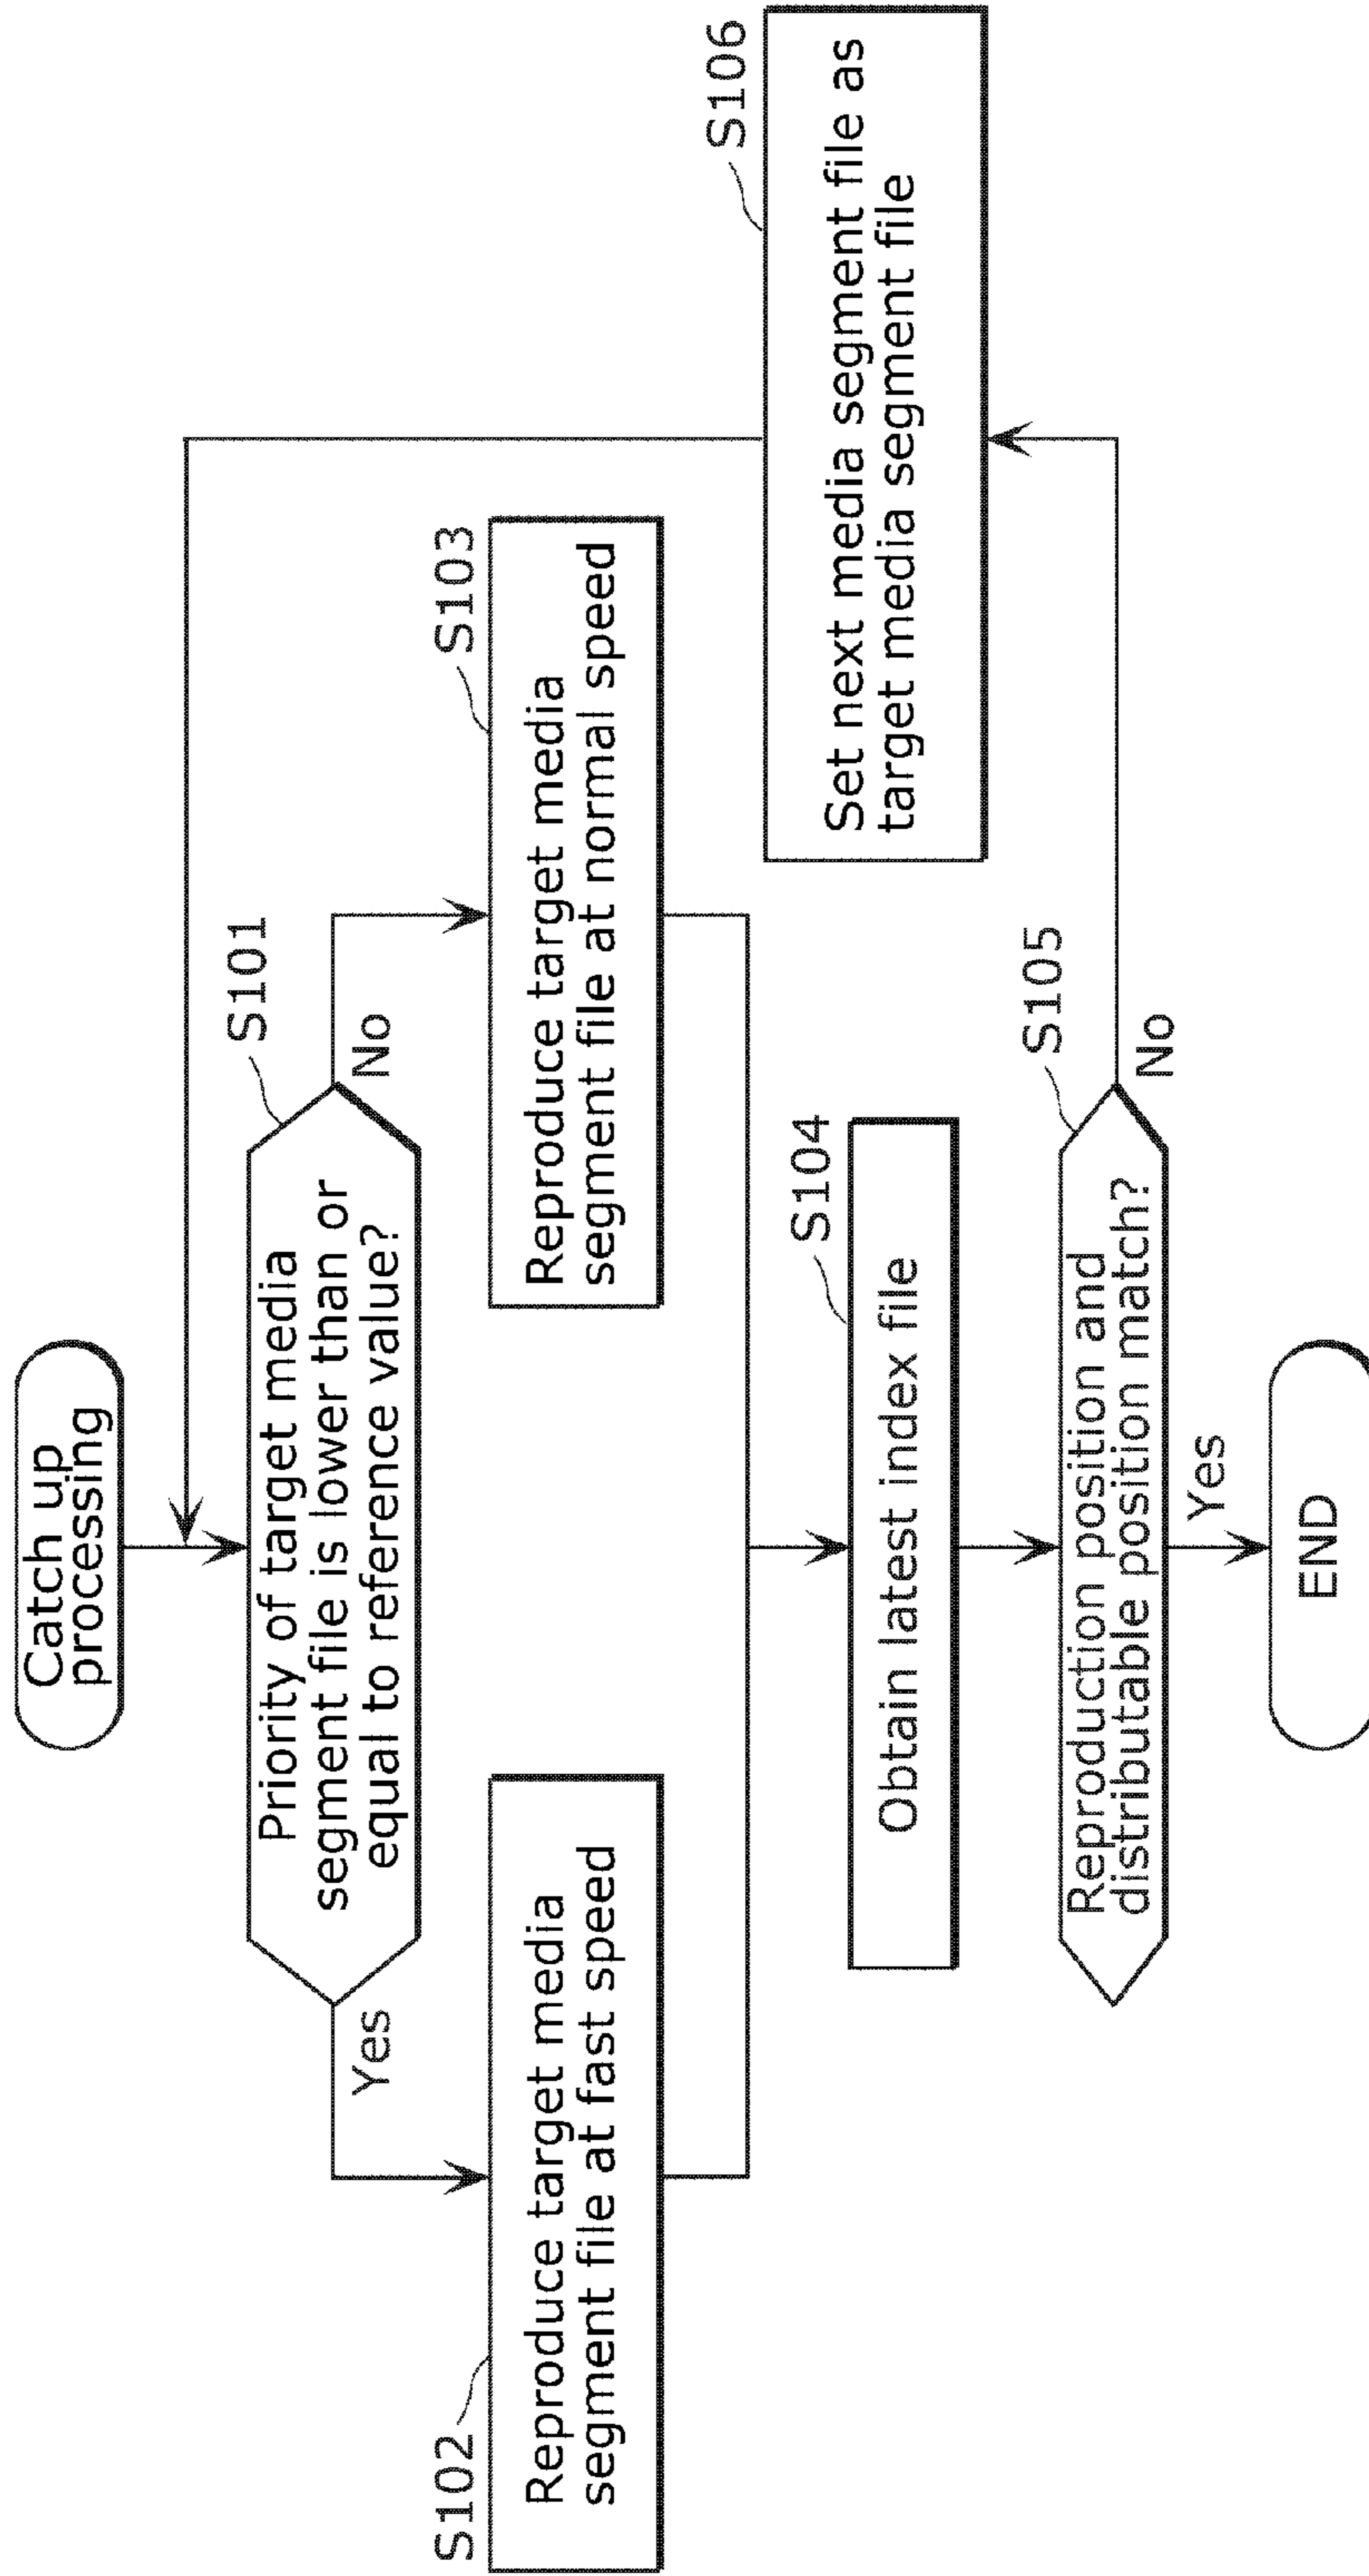 Catch up
processing
S101
Priority of target media
segment file is lower than or
equal to reference value?
Yes
No
S102
Reproduce target media
segment file at fast speed
S103
Reproduce target media
segment file at normal speed
S104
Obtain latest index file
S105
Reproduction position and
distributable position match?
No
Yes
S106
Set next media segment file as
target media segment file
END